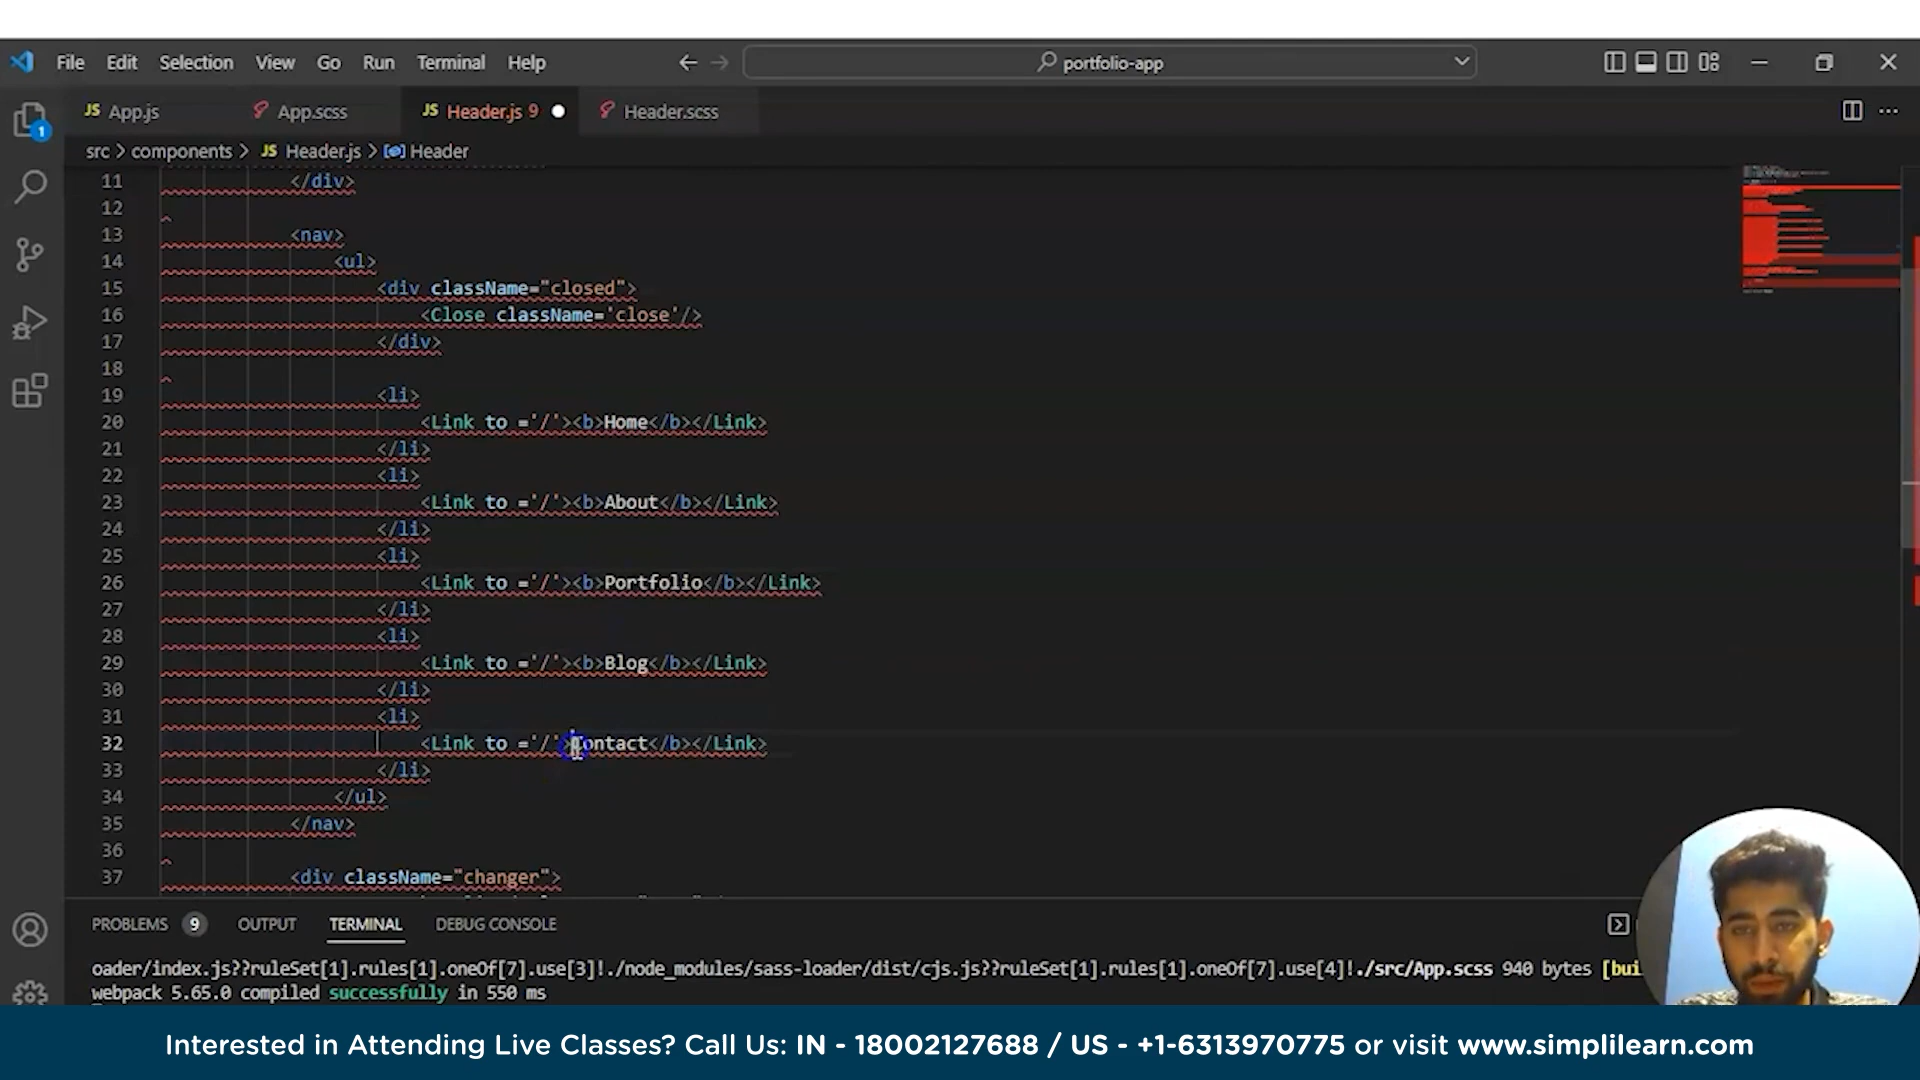 File Edit Selection View Go Run Terminal Help
portfolio-app
JS App.js
App.scss
JS Header.js 9
Header.scss
1
src > components > JS Header.js > Header
11 </div>
12
13 <nav>
14 <ul>
15 <div className="closed">
16 <Close className='close'/>
17 </div>
18
19 <li>
20 <Link to ='/'><b>Home</b></Link>
21 </li>
22 <li>
23 <Link to ='/'><b>About</b></Link>
24 </li>
25 <li>
26 <Link to ='/'><b>Portfolio</b></Link>
27 </li>
28 <li>
29 <Link to ='/'><b>Blog</b></Link>
30 </li>
31 <li>
32 <Link to ='/'>Contact</b></Link>
33 </li>
34 </ul>
35 </nav>
36
37 <div className="changer">
PROBLEMS 9 OUTPUT TERMINAL DEBUG CONSOLE
oader/index.js??ruleSet[1].rules[1].oneOf[7].use[3]!./node_modules/sass-loader/dist/cjs.js??ruleSet[1].rules[1].oneOf[7].use[4]!./src/App.scss 940 bytes [bui
webpack 5.65.0 compiled successfully in 550 ms
Interested in Attending Live Classes? Call Us: IN - 18002127688 / US - +1-6313970775 or visit www.simplilearn.com